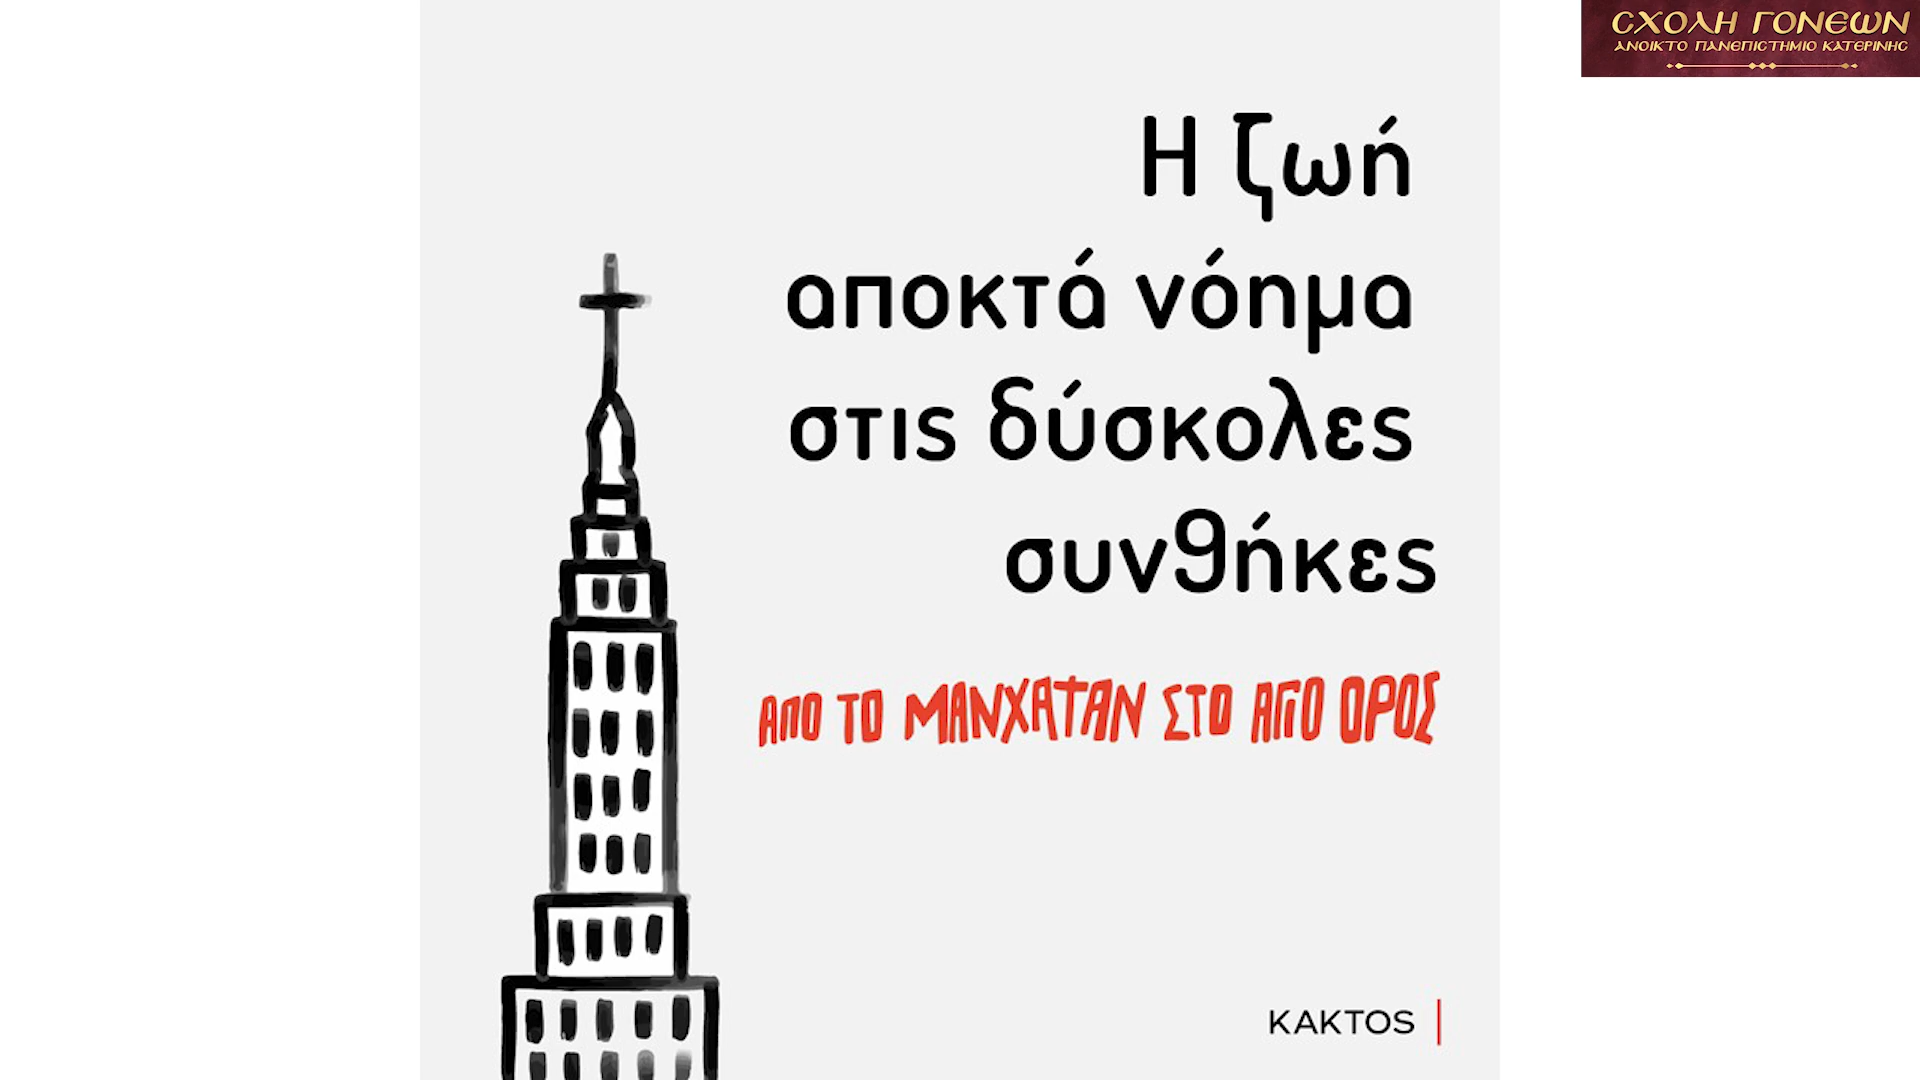 ΣΧΟΛΗ ΓΟΝΕΩΝ
ΑΝΟΙΚΤΟ ΠΑΝΕΠΙΣΤΗΜΙΟ ΚΑΤΕΡΙΝΗΣ
Η ζωή
αποκτά νόημα
στις δύσκολες
συνθήκες
ΑΠΟ ΤΟ ΜΑΝΧΑΤΑΝ ΣΤΟ ΑΓΙΟ ΟΡΟΣ
KAKTOS